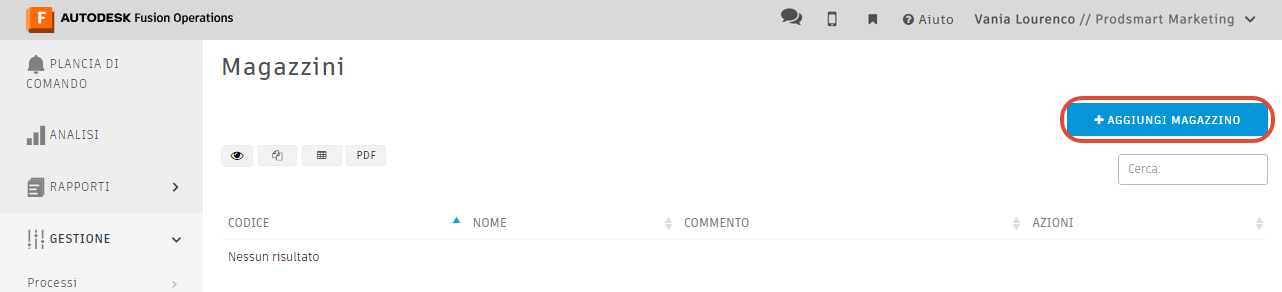 F AUTODESK Fusion Operations
Aiuto
Vania Lourenco // Prodsmart Marketing
PLANCIA DI
COMANDO
ANALISI
RAPPORTI
GESTIONE
Processi
Magazzini
+ AGGIUNGI MAGAZZINO
PDF
Cerca:
CODICE NOME COMMENTO AZIONI
Nessun risultato